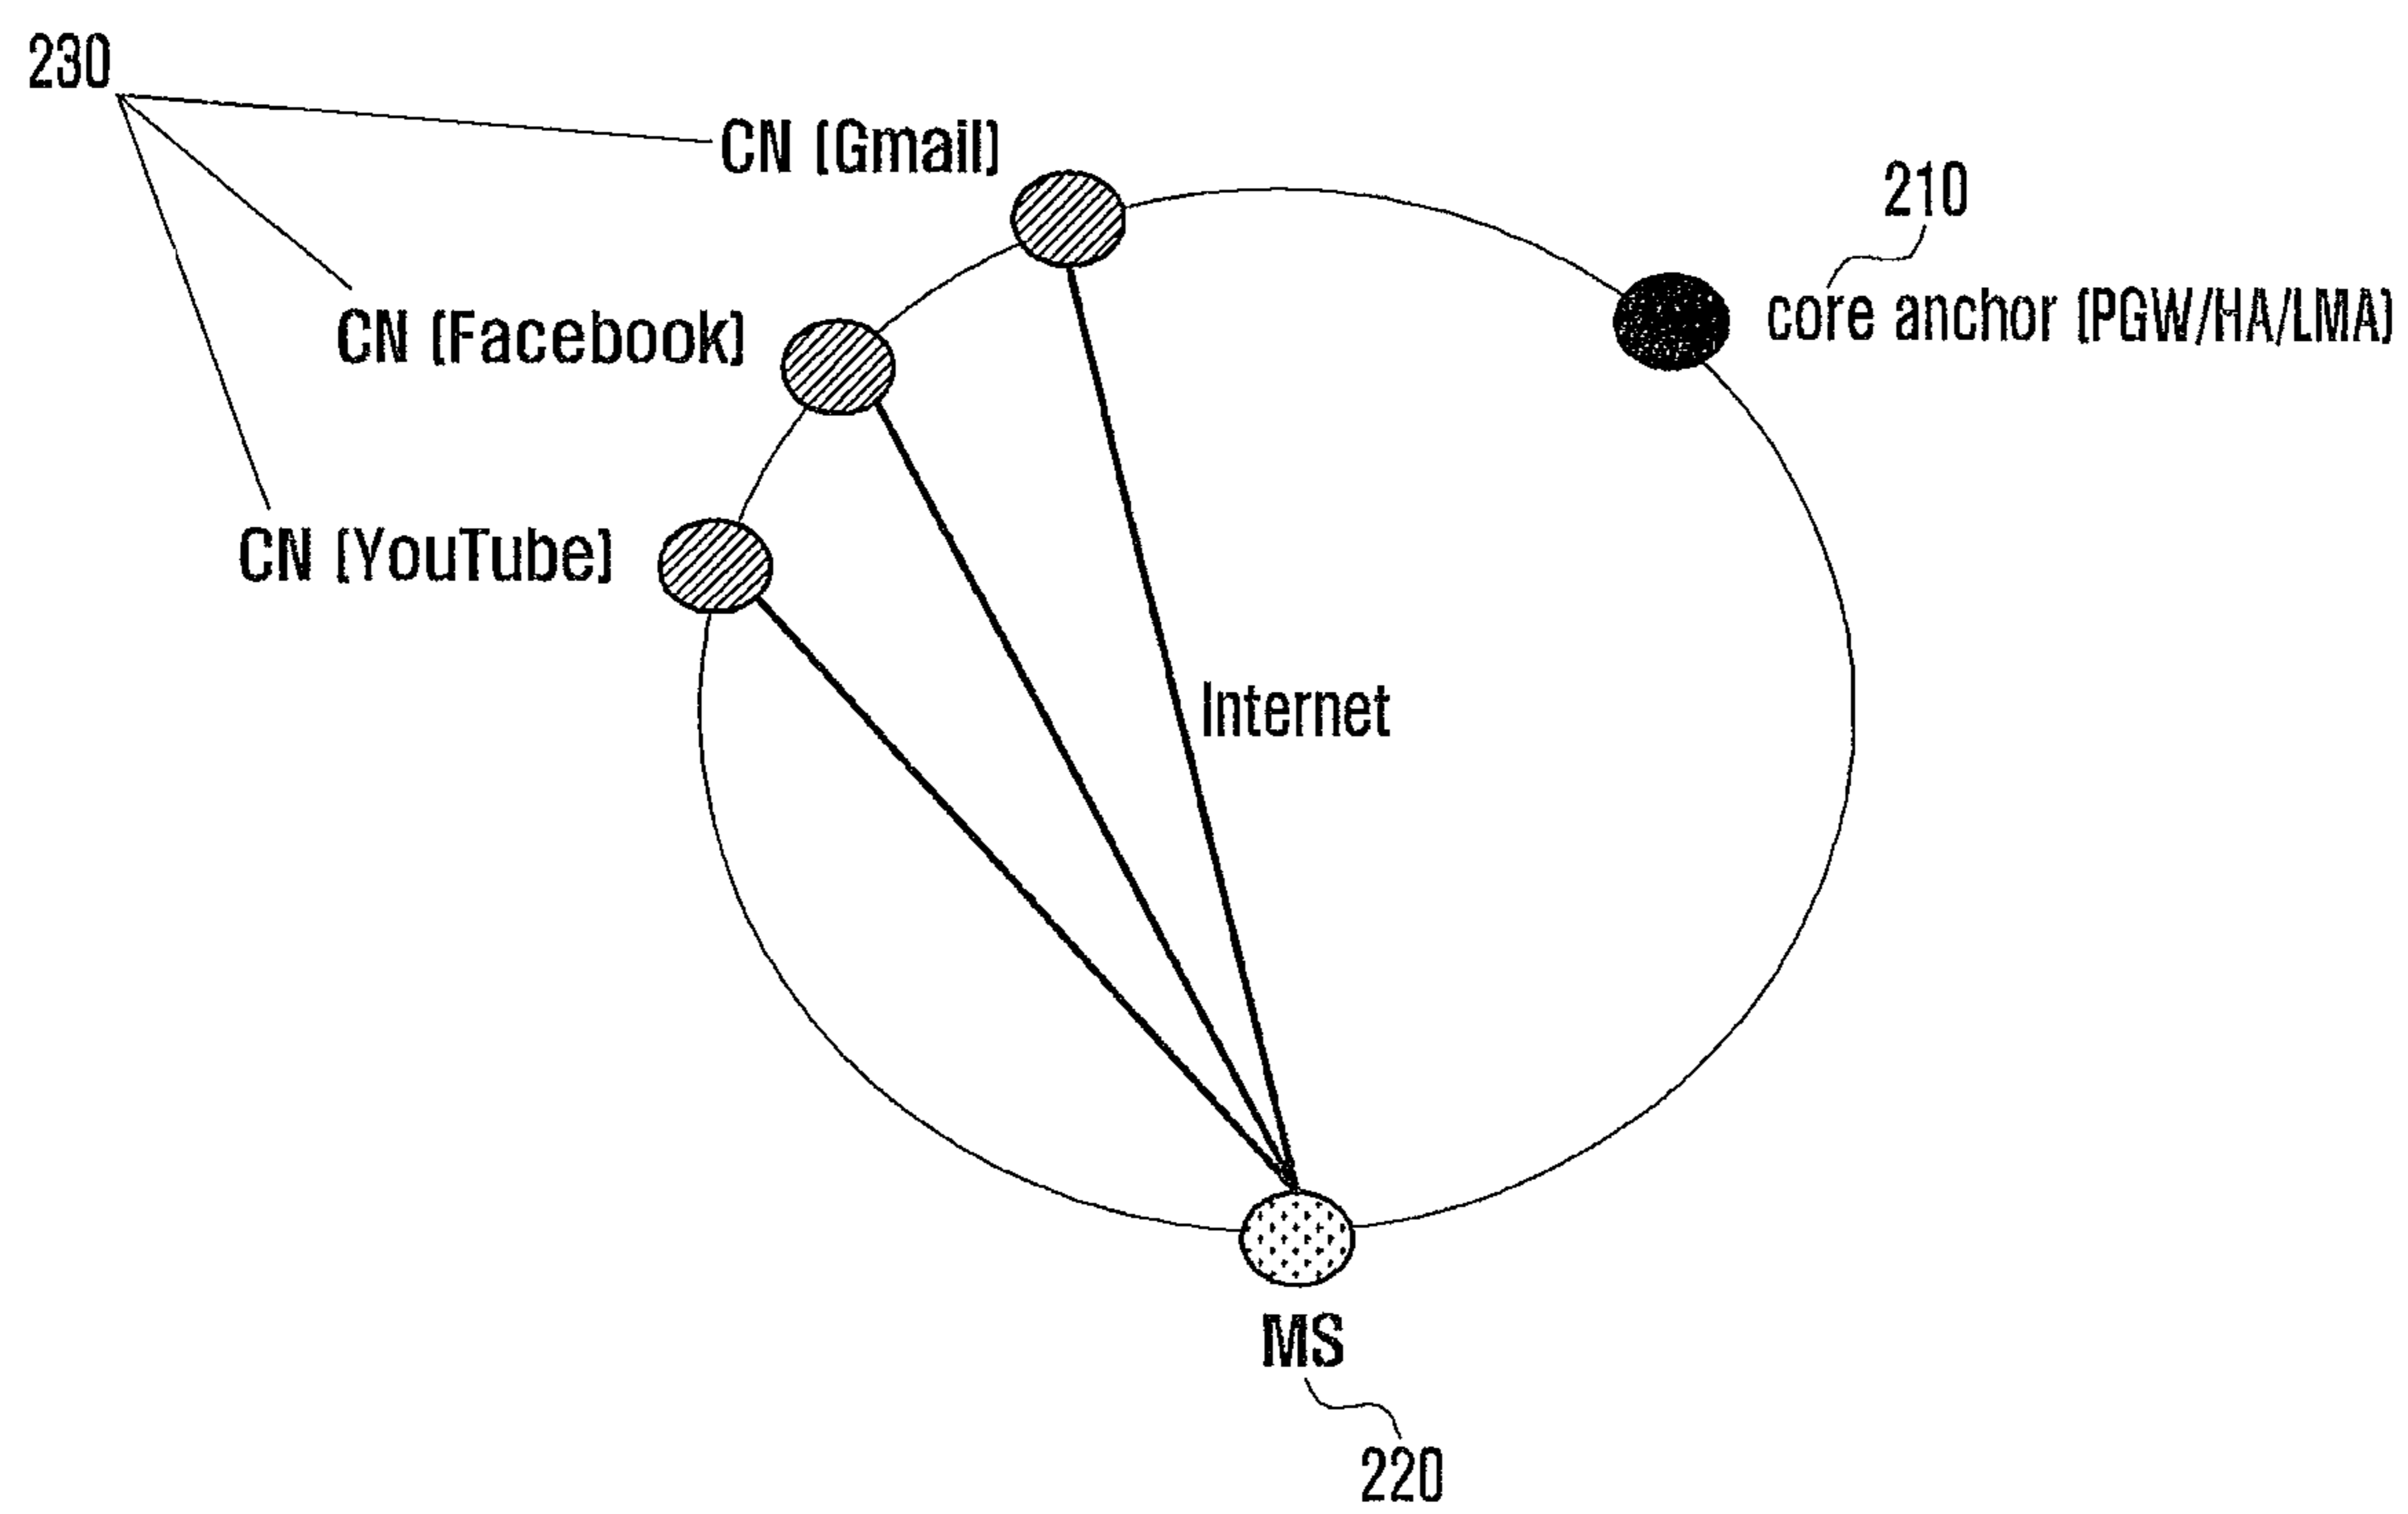 230
CN (Gmail)
210
core anchor (PGW/HA/LMA)
CN (Facebook)
CN (YouTube)
Internet
MS
220